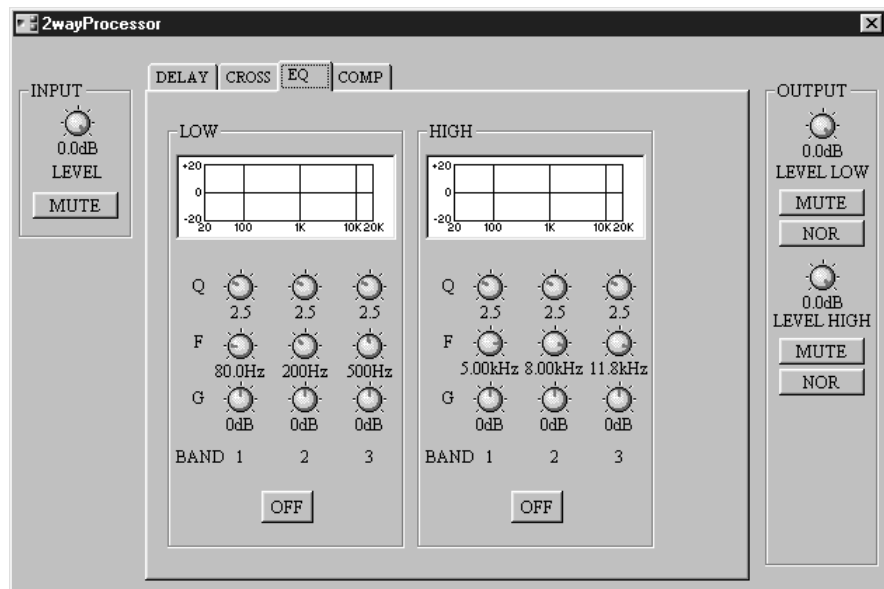 2wayProcessor
INPUT
0.0dB
LEVEL
MUTE
DELAY CROSS EQ COMP
LOW
+20
0
-20
20 100 1K 10K 20K
Q
2.5 2.5 2.5
F
80.0Hz 200Hz 500Hz
G
0dB 0dB 0dB
BAND 1 2 3
OFF
HIGH
+20
0
-20
20 100 1K 10K 20K
Q
2.5 2.5 2.5
F
5.00kHz 8.00kHz 11.8kHz
G
0dB 0dB 0dB
BAND 1 2 3
OFF
OUTPUT
0.0dB
LEVEL LOW
MUTE
NOR
0.0dB
LEVEL HIGH
MUTE
NOR